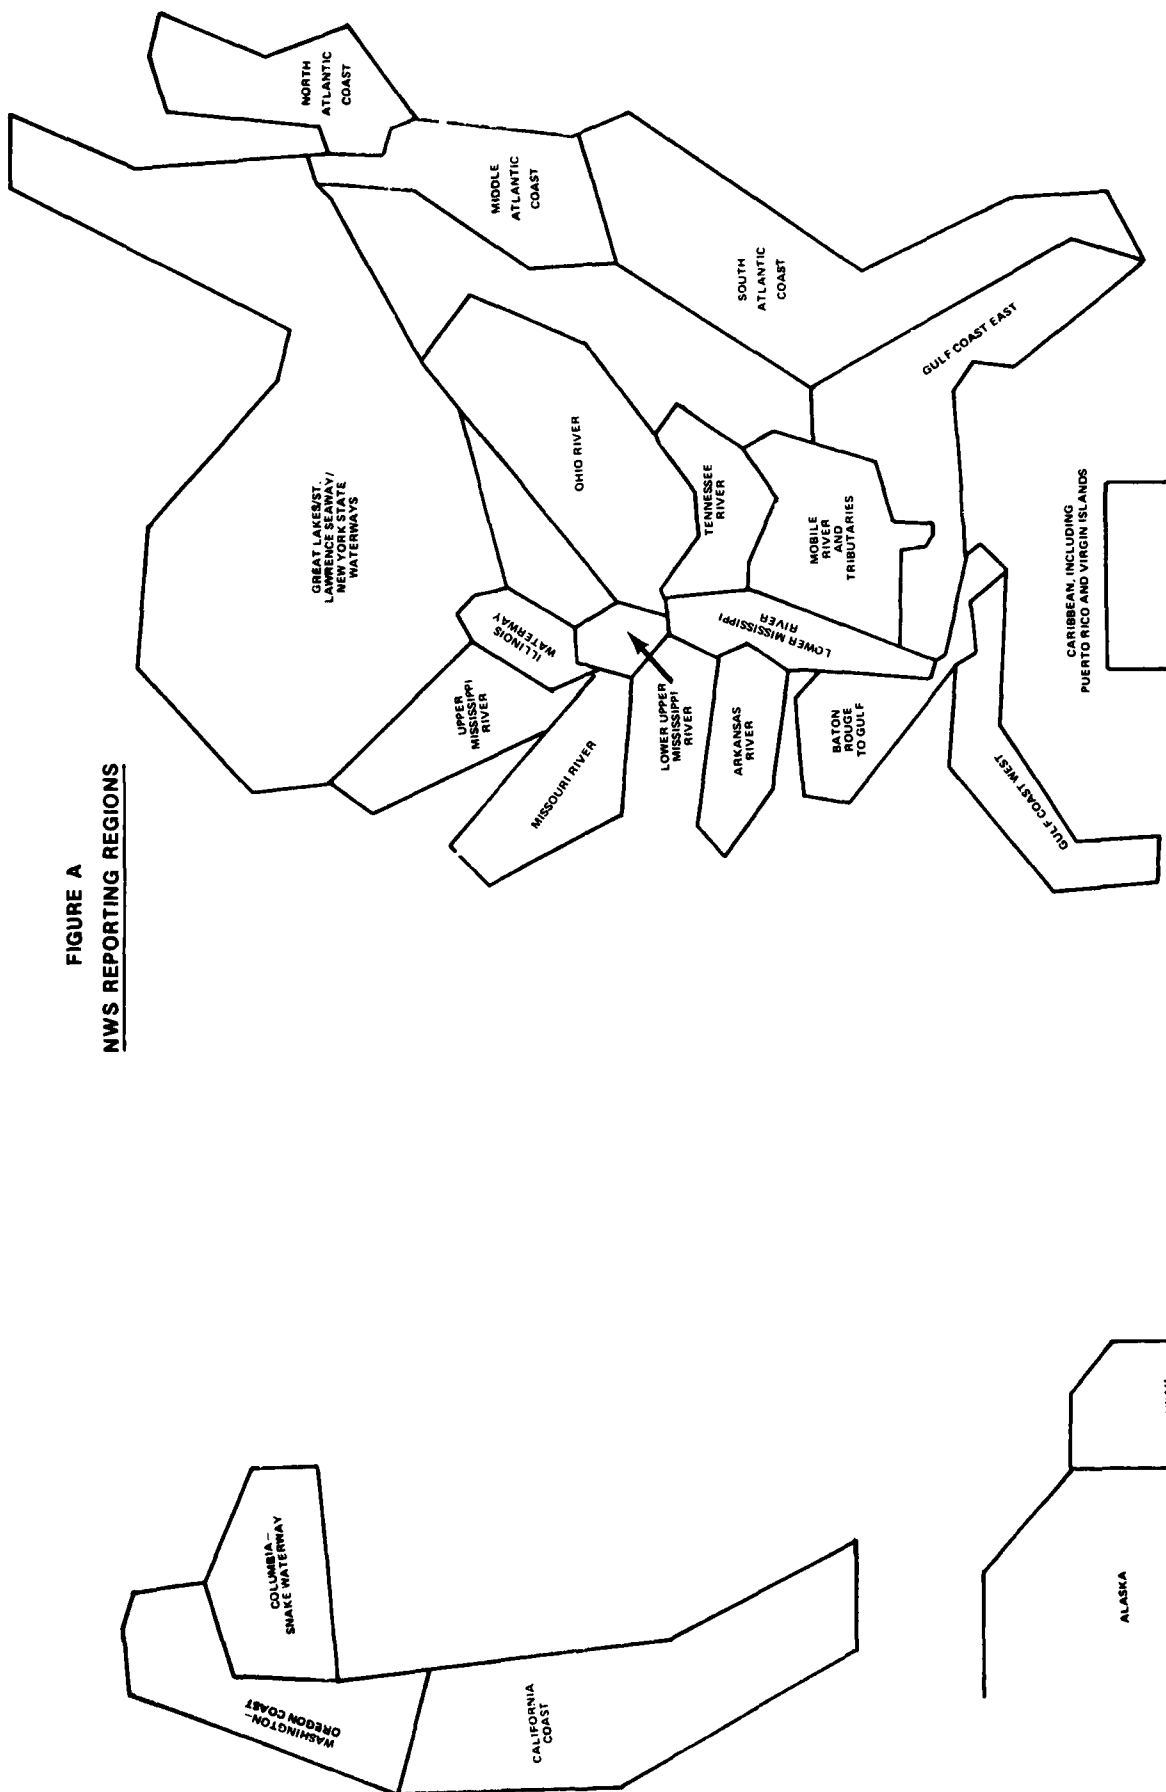 FIGURE A
NWS REPORTING REGIONS
WASHINGTON–
OREGON COAST
COLUMBIA–
SNAKE WATERWAY
CALIFORNIA
COAST
ALASKA
UPPER
MISSISSIPPI
RIVER
MISSOURI RIVER
ILLINOIS
WATERWAY
LOWER UPPER
MISSISSIPPI
RIVER
ARKANSAS
RIVER
BATON
ROUGE
TO GULF
GULF COAST WEST
LOWER MISSISSIPPI
RIVER
GREAT LAKES/ST.
LAWRENCE SEAWAY/
NEW YORK STATE
WATERWAYS
OHIO RIVER
TENNESSEE
RIVER
MOBILE
RIVER
AND
TRIBUTARIES
GULF COAST EAST
NORTH
ATLANTIC
COAST
MIDDLE
ATLANTIC
COAST
SOUTH
ATLANTIC
COAST
CARIBBEAN, INCLUDING
PUERTO RICO AND VIRGIN ISLANDS